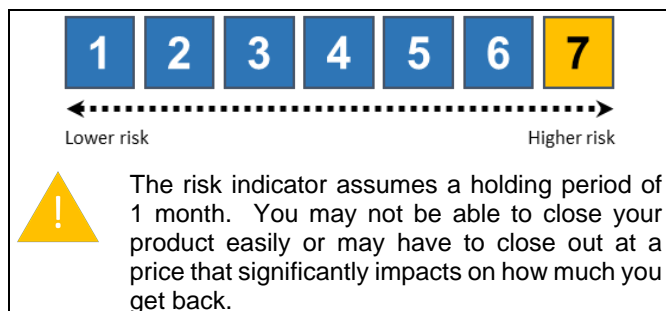 1 2 3 4 5 6 7
Lower risk Higher risk
! The risk indicator assumes a holding period of
1 month. You may not be able to close your
product easily or may have to close out at a
price that significantly impacts on how much you
get back.